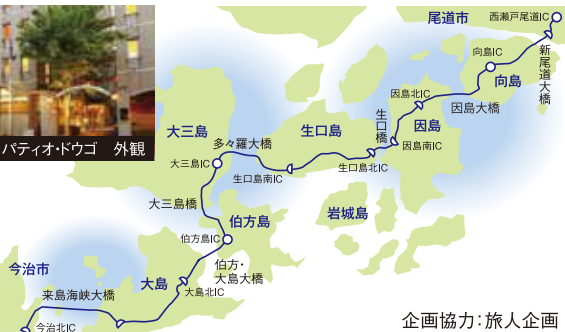 尾道市
西瀬戸尾道IC
向島IC
新尾道大橋
向島
因島北IC
因島大橋
生口橋
因島
因島南IC
大三島
多々羅大橋
生口島
パティオ・ドウゴ　外観
大三島IC
生口島南IC
生口島北IC
大三島橋
伯方島
岩城島
伯方島IC
今治市
伯方・
大島大橋
大島
来島海峡大橋
大島北IC
今治北IC
企画協力：旅人企画